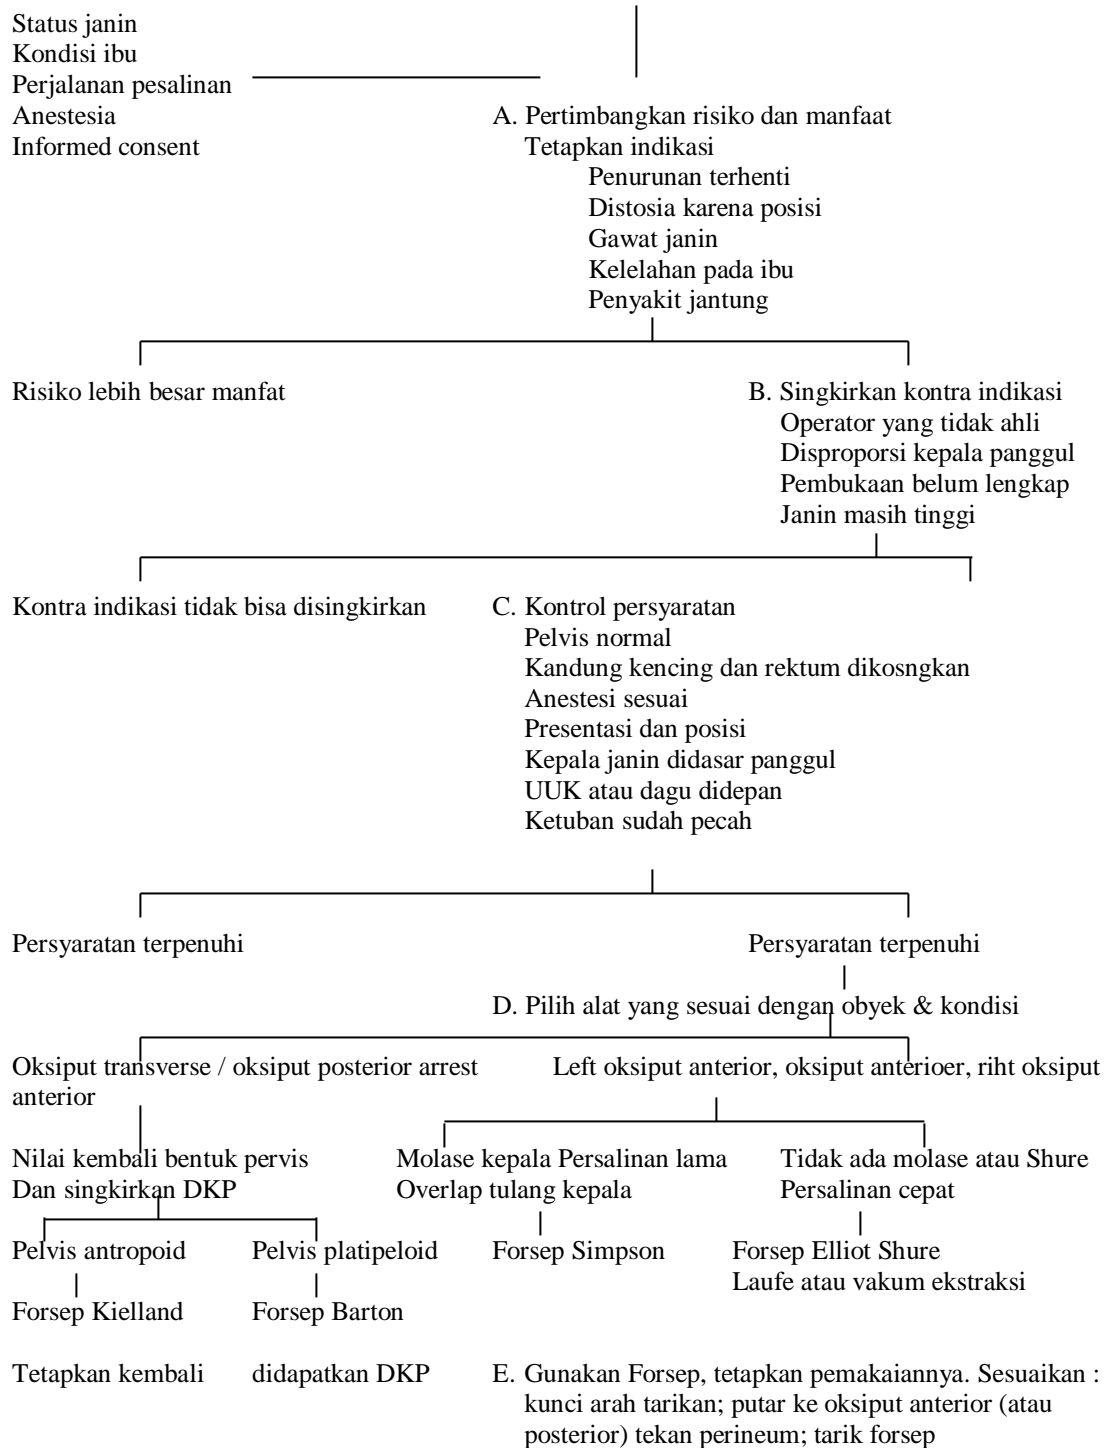 Status janin
Kondisi ibu
Perjalanan pesalinan
Anestesia
Informed consent
A. Pertimbangkan risiko dan manfaat
Tetapkan indikasi
Penurunan terhenti
Distosia karena posisi
Gawat janin
Kelelahan pada ibu
Penyakit jantung
Risiko lebih besar manfat
B. Singkirkan kontra indikasi
Operator yang tidak ahli
Disproporsi kepala panggul
Pembukaan belum lengkap
Janin masih tinggi
Kontra indikasi tidak bisa disingkirkan
C. Kontrol persyaratan
Pelvis normal
Kandung kencing dan rektum dikosngkan
Anestesi sesuai
Presentasi dan posisi
Kepala janin didasar panggul
UUK atau dagu didepan
Ketuban sudah pecah
Persyaratan terpenuhi
Persyaratan terpenuhi
D. Pilih alat yang sesuai dengan obyek & kondisi
Oksiput transverse / oksiput posterior arrest
anterior
Left oksiput anterior, oksiput anterioer, riht oksiput
Nilai kembali bentuk pervis
Dan singkirkan DKP
Molase kepala Persalinan lama
Overlap tulang kepala
Tidak ada molase atau Shure
Persalinan cepat
Pelvis antropoid
Pelvis platipeloid
Forsep Simpson
Forsep Elliot Shure
Laufe atau vakum ekstraksi
Forsep Kielland
Forsep Barton
Tetapkan kembali
didapatkan DKP
E. Gunakan Forsep, tetapkan pemakaiannya. Sesuaikan :
kunci arah tarikan; putar ke oksiput anterior (atau
posterior) tekan perineum; tarik forsep